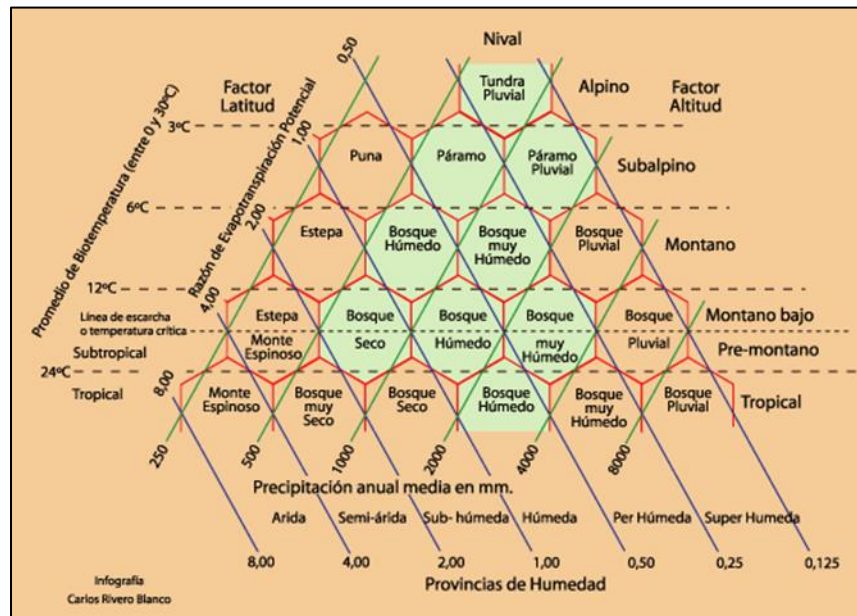 Nival
0,50
Factor
Latitud
Tundra
Pluvial
Alpino
Factor
Altitud
3ºC
1,00
Puna
Páramo
Páramo
Pluvial
Subalpino
Promedio de Biotemperatura (entre 0 y 30ºC)
Razón de Evapotranspiración Potencial
6ºC
2,00
Estepa
Bosque
Húmedo
Bosque
muy
Húmedo
Bosque
Pluvial
Montano
12ºC
4,00
Línea de escarcha
o temperatura crítica
Estepa
Bosque
Bosque
Bosque
Bosque
Montano bajo
Subtropical
Monte
Espinoso
Seco
Húmedo
muy
Húmedo
Pluvial
Pre-montano
24ºC
8,00
Tropical
Monte
Espinoso
Bosque
muy
Seco
Bosque
Seco
Bosque
Húmedo
Bosque
muy
Húmedo
Bosque
Pluvial
Tropical
250
500
1000
2000
4000
8000
Precipitación anual media en mm.
Arida
Semi-árida
Sub- húmeda
Húmeda
Per Húmeda
Super Humeda
8,00
4,00
2,00
1,00
0,50
0,25
0,125
Provincias de Humedad
Infografía
Carlos Rivero Blanco